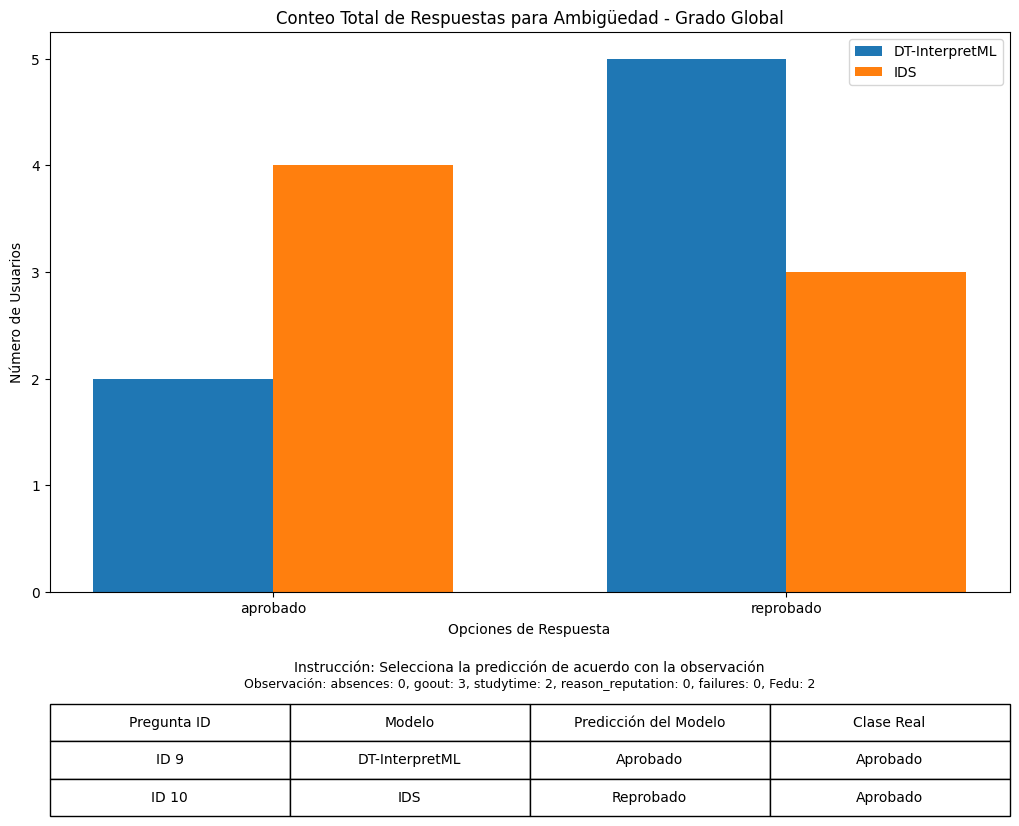 Conteo Total de Respuestas para Ambigüedad - Grado Global
DT-InterpretML
IDS
Número de Usuarios
5
4
3
2
1
0
aprobado
reprobado
Opciones de Respuesta
Instrucción: Selecciona la predicción de acuerdo con la observación
Observación: absences: 0, goout: 3, studytime: 2, reason_reputation: 0, failures: 0, Fedu: 2
Pregunta ID Modelo Predicción del Modelo Clase Real
ID 9 DT-InterpretML Aprobado Aprobado
ID 10 IDS Reprobado Aprobado